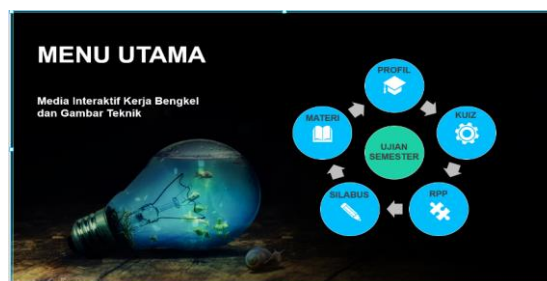 MENU UTAMA
Media Interaktif Kerja Bengkel
dan Gambar Teknik
PROFIL
KUIZ
RPP
SILABUS
MATERI
UJIAN
SEMESTER